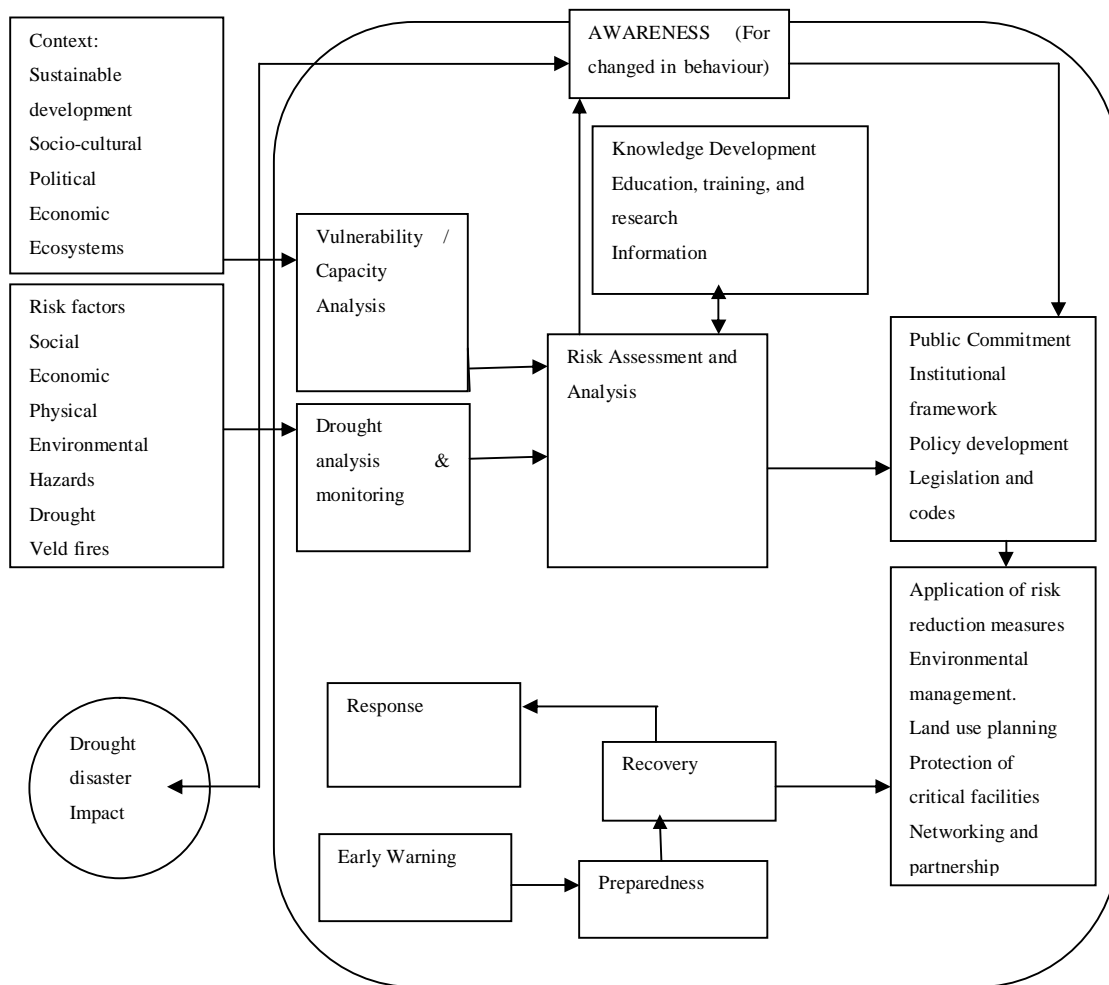 Context:
Sustainable
development
Socio-cultural
Political
Economic
Ecosystems
Risk factors
Social
Economic
Physical
Environmental
Hazards
Drought
Veld fires
Drought
disaster
Impact
AWARENESS (For
changed in behaviour)
Knowledge Development
Education, training, and
research
Information
Vulnerability /
Capacity
Analysis
Drought
analysis &
monitoring
Risk Assessment and
Analysis
Public Commitment
Institutional
framework
Policy development
Legislation and
codes
Application of risk
reduction measures
Environmental
management.
Land use planning
Protection of
critical facilities
Networking and
partnership
Response
Recovery
Early Warning
Preparedness